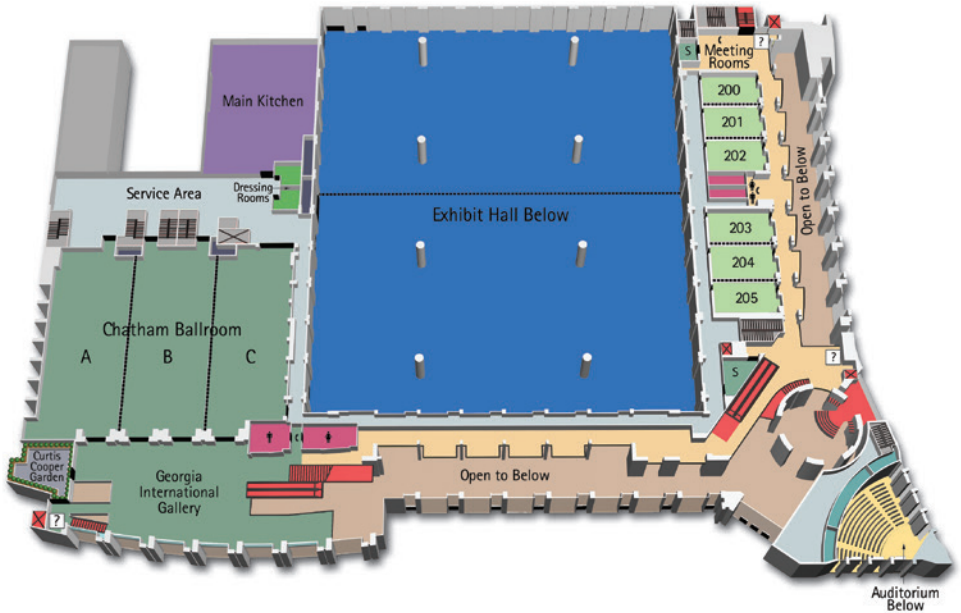 S
Meeting
Rooms
?
200
Main Kitchen
201
202
Dressing
Rooms
Service Area
Open to Below
Exhibit Hall Below
203
204
205
Chatham Ballroom
A
B
C
?
S
Curtis
Cooper
Garden
Georgia
International
Gallery
Open to Below
?
Auditorium
Below